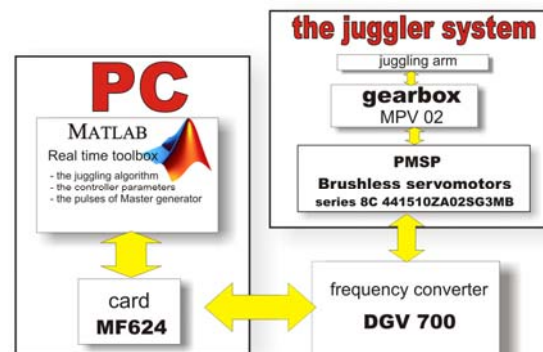 PC
MATLAB
Real time toolbox
- the juggling algorithm
- the controller parameters
- the pulses of Master generator
card
MF624
the juggler system
juggling arm
gearbox
MPV 02
PMSP
Brushless servomotors
series 8C 441510ZA02SG3MB
frequency converter
DGV 700